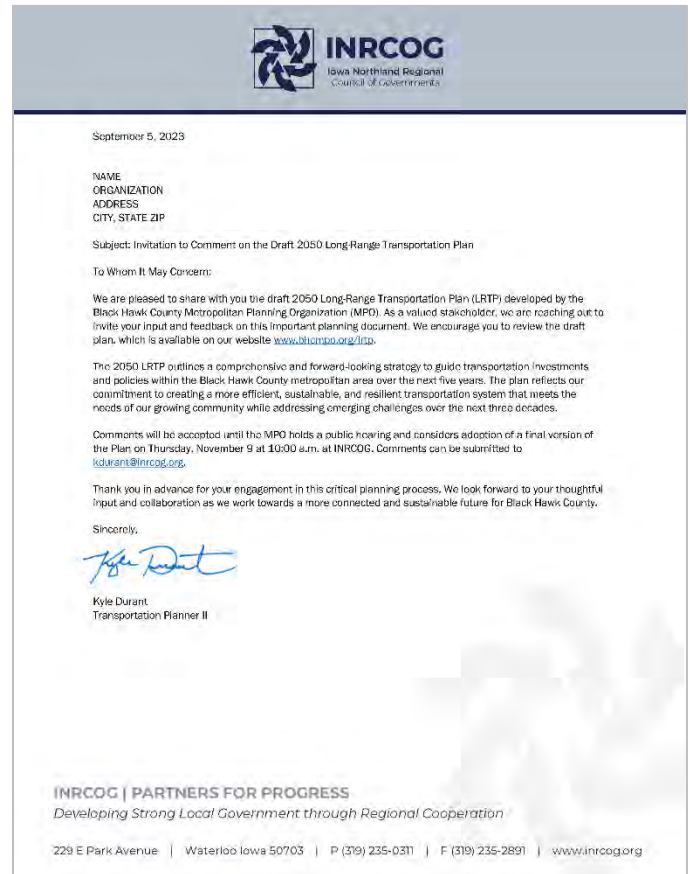 INRCOG
Iowa Northland Regional
Council of Governments
September 5, 2023
NAME
ORGANIZATION
ADDRESS
CITY, STATE ZIP
Subject: Invitation to Comment on the Draft 2050 Long-Range Transportation Plan
To Whom It May Concern:
We are pleased to share with you the draft 2050 Long-Range Transportation Plan (LRTP) developed by the
Black Hawk County Metropolitan Planning Organization (MPO). As a valued stakeholder, we are reaching out to
invite your input and feedback on this important planning document. We encourage you to review the draft
plan, which is available on our website www.bhcmpo.org/lrtp.
The 2050 LRTP outlines a comprehensive and forward-looking strategy to guide transportation investments
and policies within the Black Hawk County metropolitan area over the next five years. The plan reflects our
commitment to creating a more efficient, sustainable, and resilient transportation system that meets the
needs of our growing community while addressing emerging challenges over the next three decades.
Comments will be accepted until the MPO holds a public hearing and considers adoption of a final version of
the Plan on Thursday, November 9 at 10:00 a.m. at INRCOG. Comments can be submitted to
kdurant@inrcog.org.
Thank you in advance for your engagement in this critical planning process. We look forward to your thoughtful
input and collaboration as we work towards a more connected and sustainable future for Black Hawk County.
Sincerely,
Kyle Durant
Kyle Durant
Transportation Planner II
INRCOG | PARTNERS FOR PROGRESS
Developing Strong Local Government through Regional Cooperation
229 E Park Avenue | Waterloo Iowa 50703 | P (319) 235-0311 | F (319) 235-2891 | www.inrcog.org